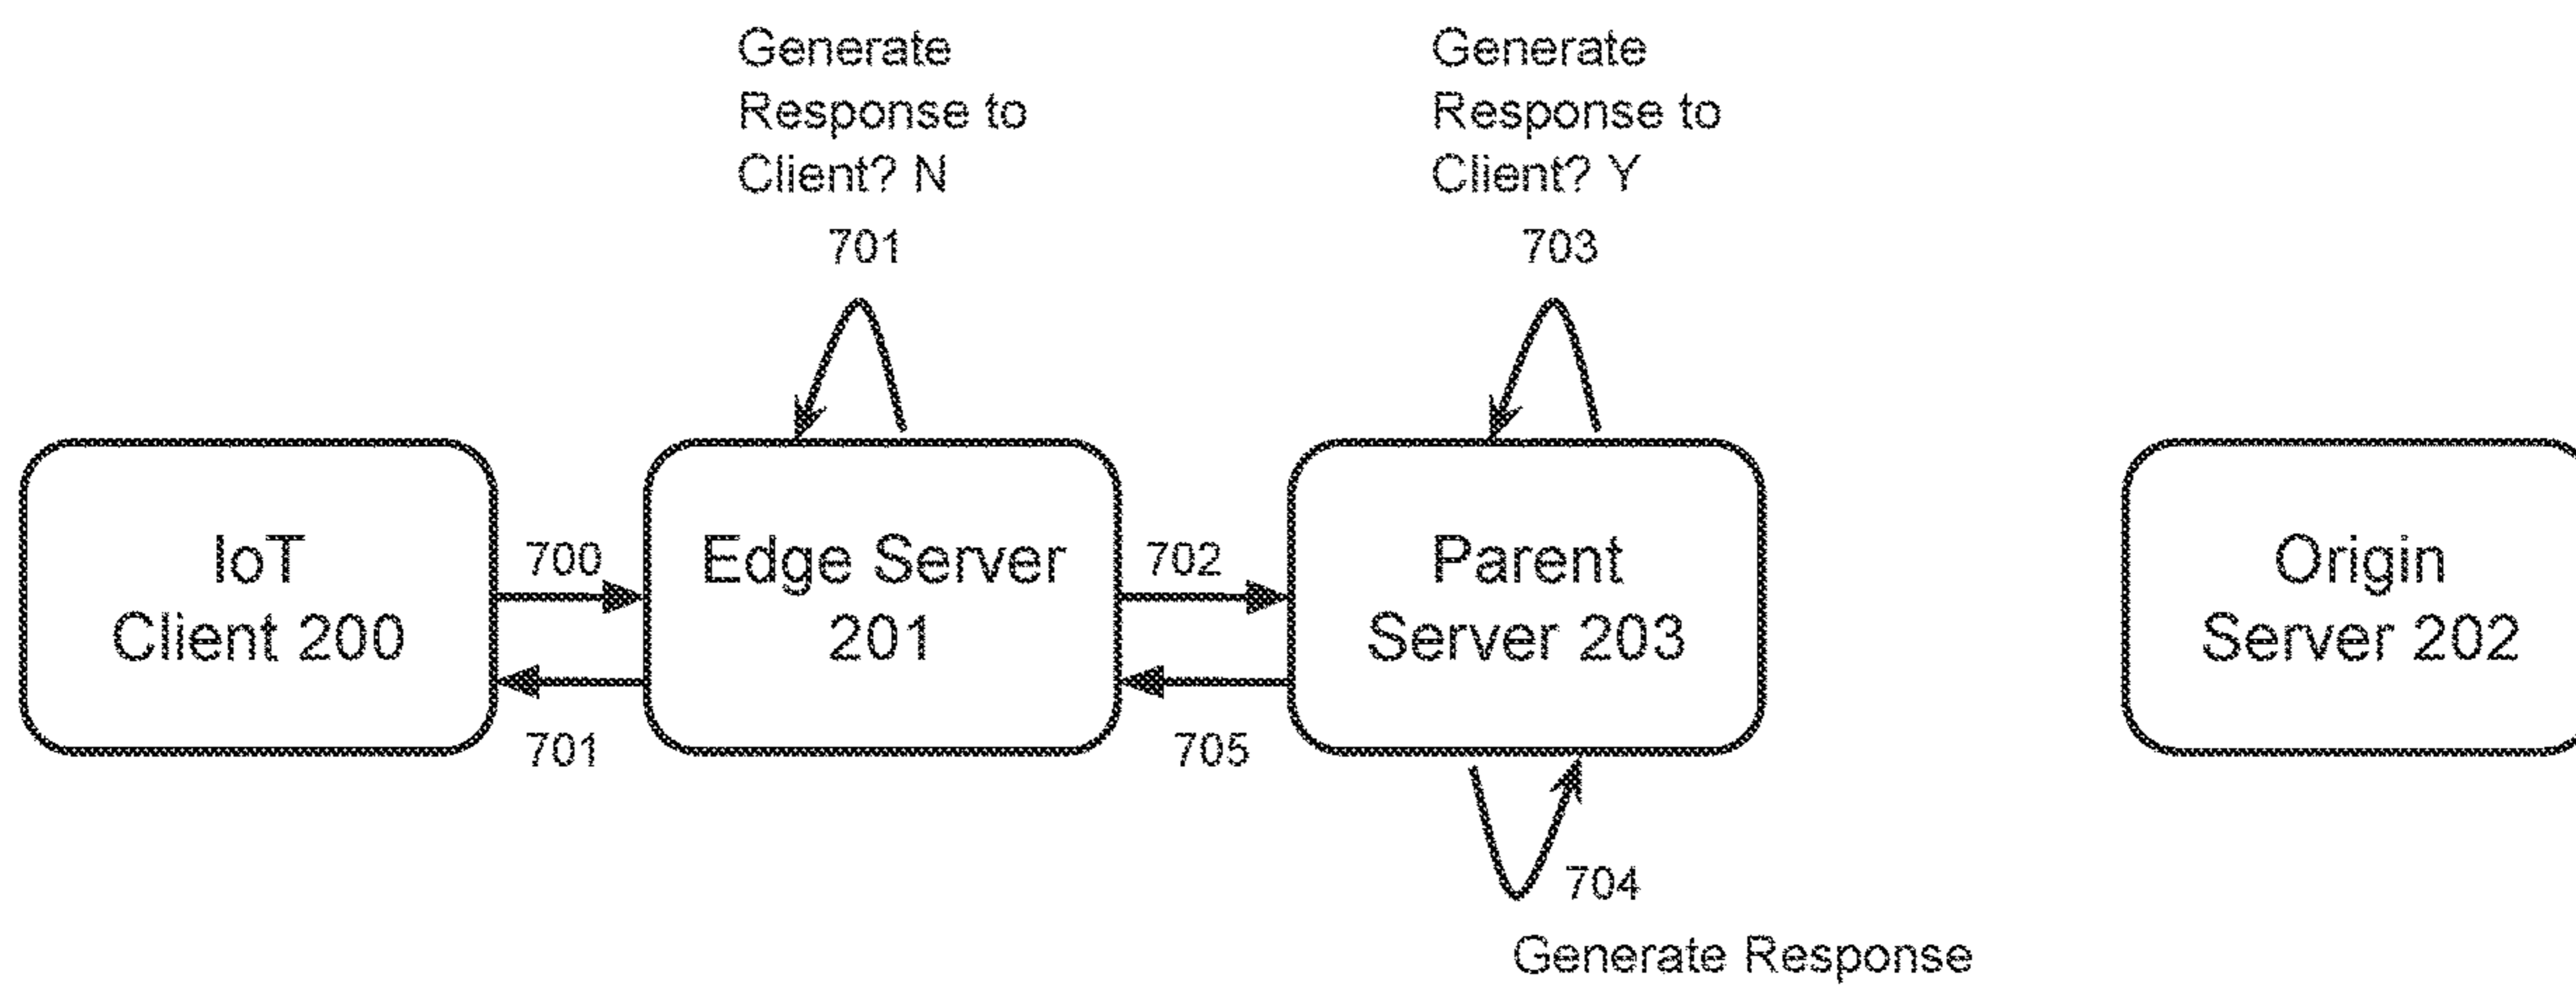 Generate
Response to
Client? N
701
Generate
Response to
Client? Y
703
IoT
Client 200
700
701
Edge Server
201
702
705
Parent
Server 203
Origin
Server 202
704
Generate Response